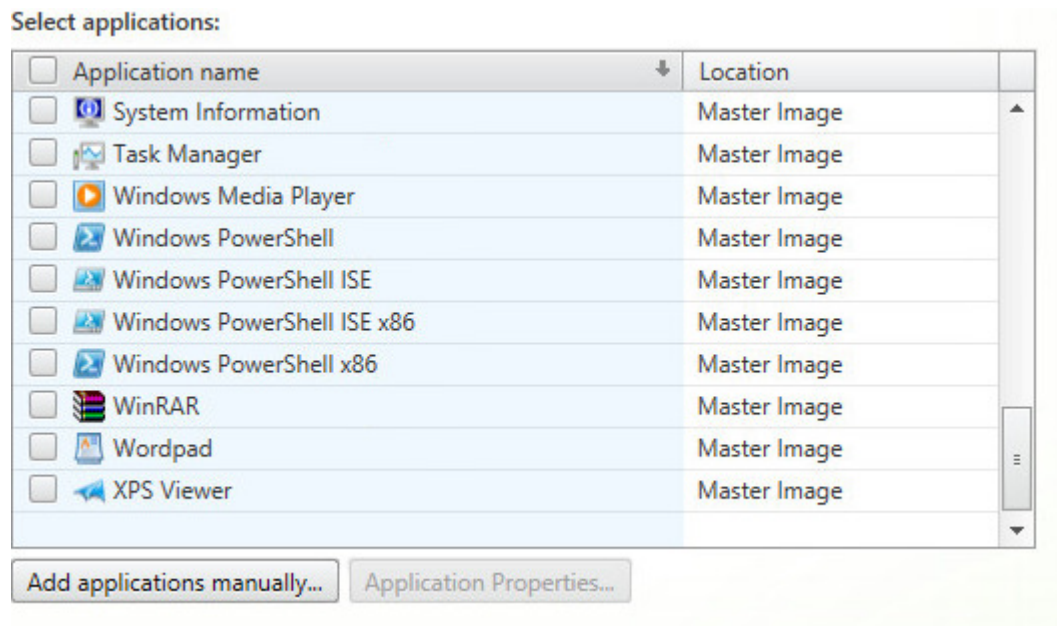 Select applications:
Application name Location
System Information Master Image
Task Manager Master Image
Windows Media Player Master Image
Windows PowerShell Master Image
Windows PowerShell ISE Master Image
Windows PowerShell ISE x86 Master Image
Windows PowerShell x86 Master Image
WinRAR Master Image
Wordpad Master Image
XPS Viewer Master Image
Add applications manually... Application Properties...